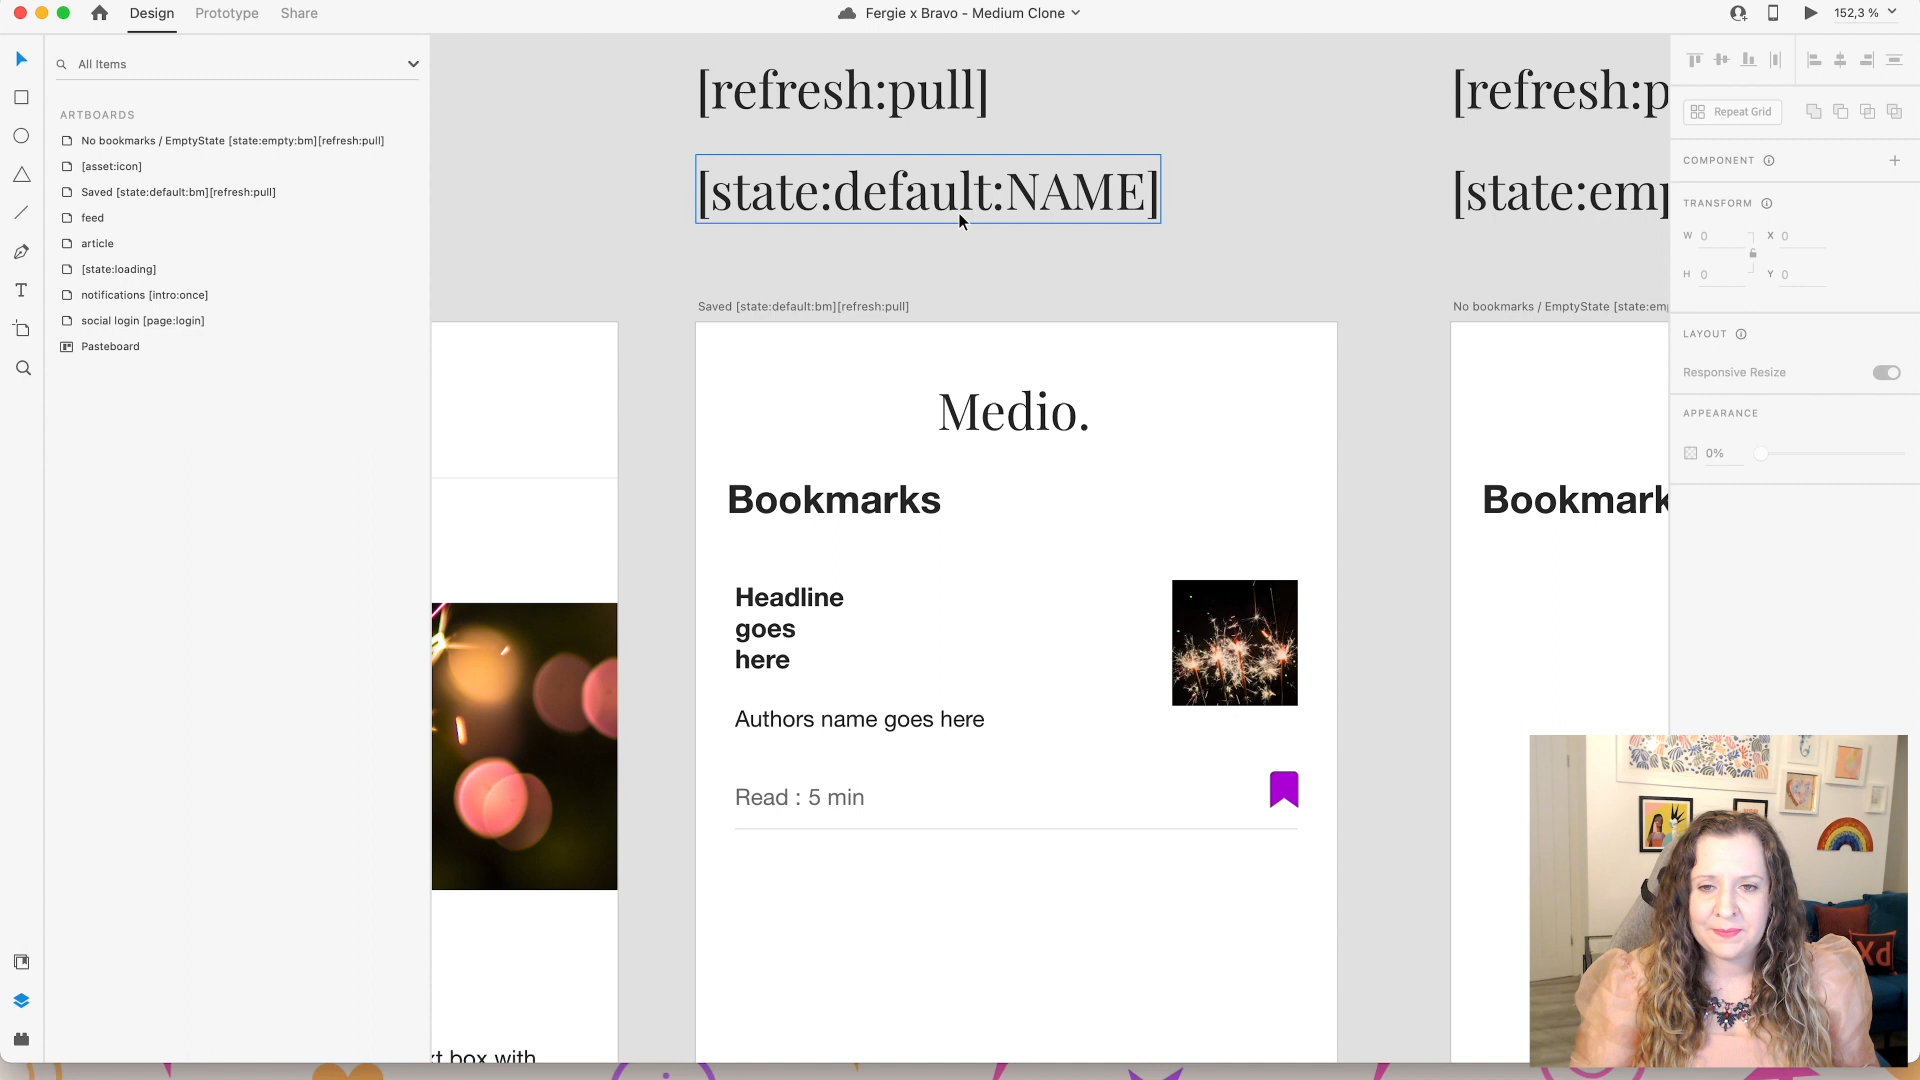 Design
Prototype
Share
Fergie x Bravo - Medium Clone
152,3 %
All Items
ARTBOARDS
No bookmarks / EmptyState [state:empty:bm][refresh:pull]
[asset:icon]
Saved [state:default:bm][refresh:pull]
feed
article
[state:loading]
notifications [intro:once]
social login [page:login]
Pasteboard
[refresh:pull]
[state:default:NAME]
Saved [state:default:bm][refresh:pull]
Medio.
Bookmarks
Headline
goes
here
Authors name goes here
Read : 5 min
xt box with
[refresh:p
[state:emp
No bookmarks / EmptyState [state:em
Bookmark
Repeat Grid
COMPONENT
TRANSFORM
W 0
X 0
H 0
Y 0
LAYOUT
Responsive Resize
APPEARANCE
0%
Xd